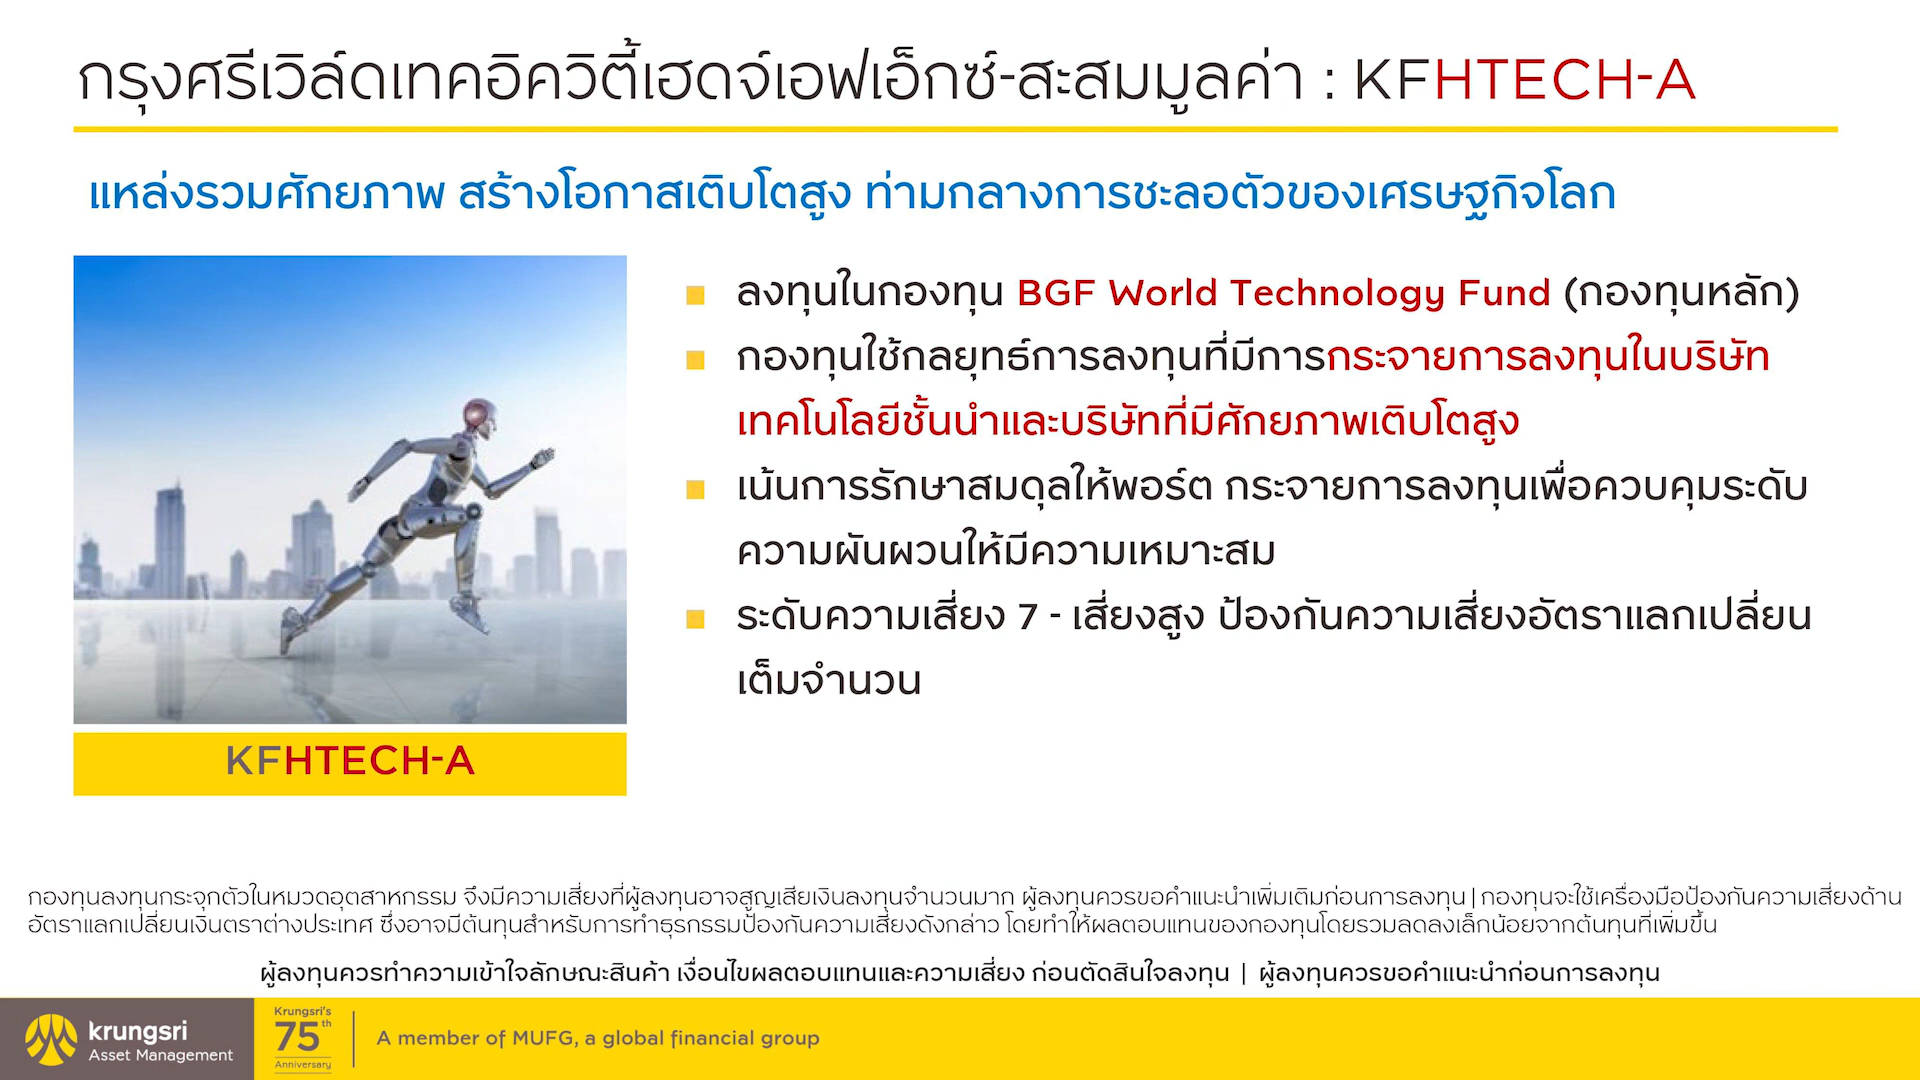 กรุงศรีเวิล์ดเทคอิควิตี้เฮดจ์เอฟเอ็กซ์-สะสมมูลค่า : KFHTECH-A
แหล่งรวมศักยภาพ สร้างโอกาสเติบโตสูง ท่ามกลางการชะลอตัวของเศรษฐกิจโลก
ลงทุนในกองทุน BGF World Technology Fund (กองทุนหลัก)
กองทุนใช้กลยุทธ์การลงทุนที่มีการกระจายการลงทุนในบริษัท
เทคโนโลยีชั้นนำและบริษัทที่มีศักยภาพเติบโตสูง
เน้นการรักษาสมดุลให้พอร์ต กระจายการลงทุนเพื่อควบคุมระดับ
ความผันผวนให้มีความเหมาะสม
ระดับความเสี่ยง 7 - เสี่ยงสูง ป้องกันความเสี่ยงอัตราแลกเปลี่ยน
เต็มจำนวน
KFHTECH-A
กองทุนลงทุนกระจุกตัวในหมวดอุตสาหกรรม จึงมีความเสี่ยงที่ผู้ลงทุนอาจสูญเสียเงินลงทุนจำนวนมาก ผู้ลงทุนควรขอคำแนะนำเพิ่มเติมก่อนการลงทุน | กองทุนจะใช้เครื่องมือป้องกันความเสี่ยงด้าน
อัตราแลกเปลี่ยนเงินตราต่างประเทศ ซึ่งอาจมีต้นทุนสำหรับการทำธุรกรรมป้องกันความเสี่ยงดังกล่าว โดยทำให้ผลตอบแทนของกองทุนโดยรวมลดลงเล็กน้อยจากต้นทุนที่เพิ่มขึ้น
ผู้ลงทุนควรทำความเข้าใจลักษณะสินค้า เงื่อนไขผลตอบแทนและความเสี่ยง ก่อนตัดสินใจลงทุน | ผู้ลงทุนควรขอคำแนะนำก่อนการลงทุน
krungsri
Asset Management
Krungsri's
75th
Anniversary
A member of MUFG, a global financial group